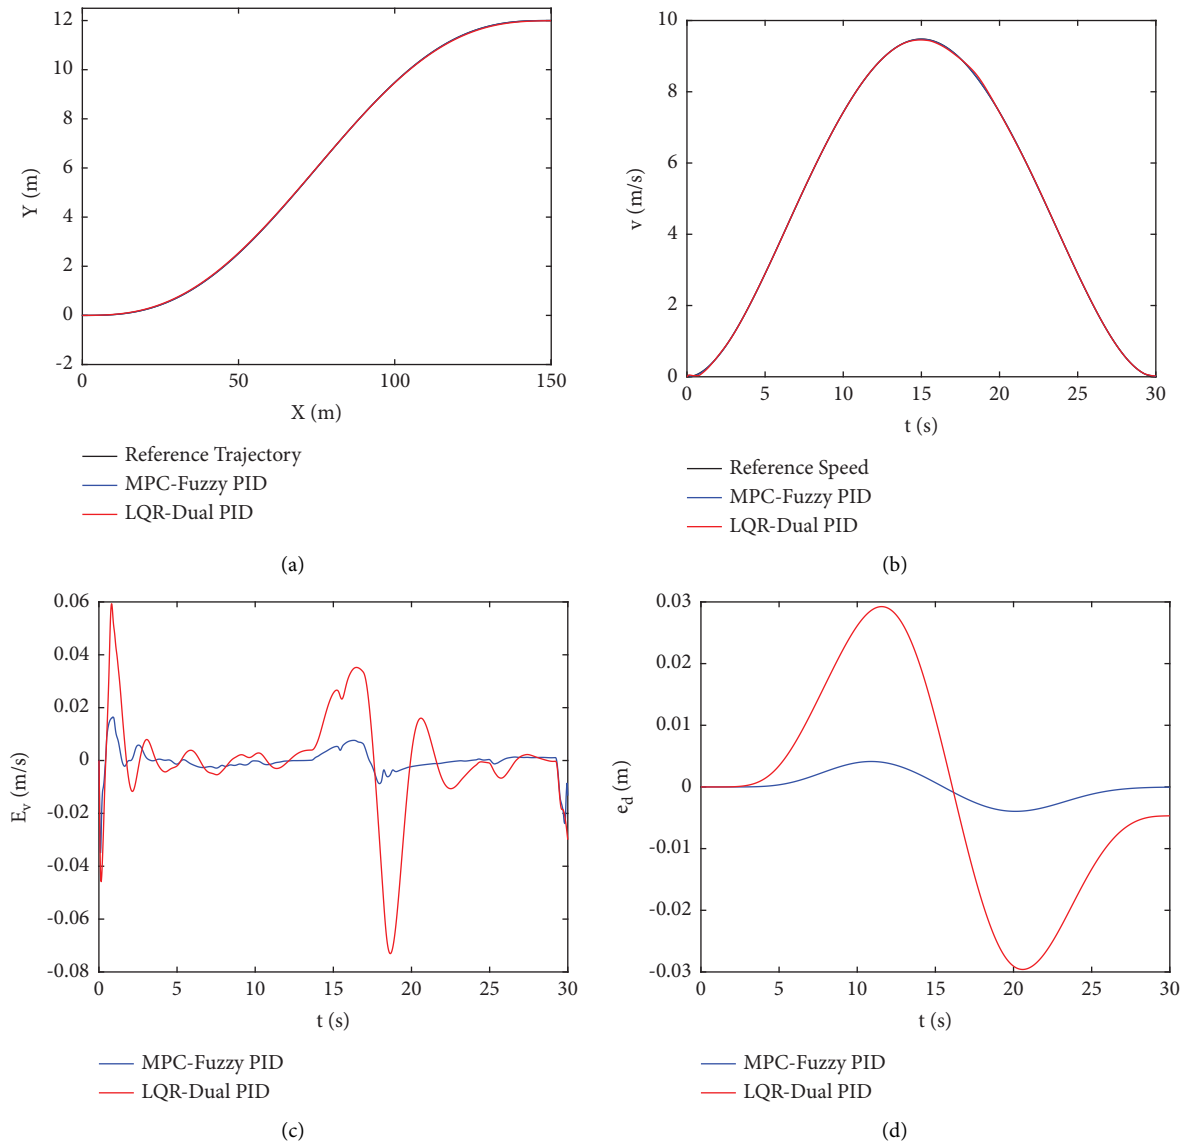 12
10
8
6
4
2
0
-2
Y (m)
0 50 100 150
X (m)
Reference Trajectory
MPC-Fuzzy PID
LQR-Dual PID
(a)
10
8
6
4
2
0
v (m/s)
0 5 10 15 20 25 30
t (s)
Reference Speed
MPC-Fuzzy PID
LQR-Dual PID
(b)
0.06
0.04
0.02
0
-0.02
-0.04
-0.06
-0.08
E_v (m/s)
0 5 10 15 20 25 30
t (s)
MPC-Fuzzy PID
LQR-Dual PID
(c)
0.03
0.02
0.01
0
-0.01
-0.02
-0.03
e_d (m)
0 5 10 15 20 25 30
t (s)
MPC-Fuzzy PID
LQR-Dual PID
(d)